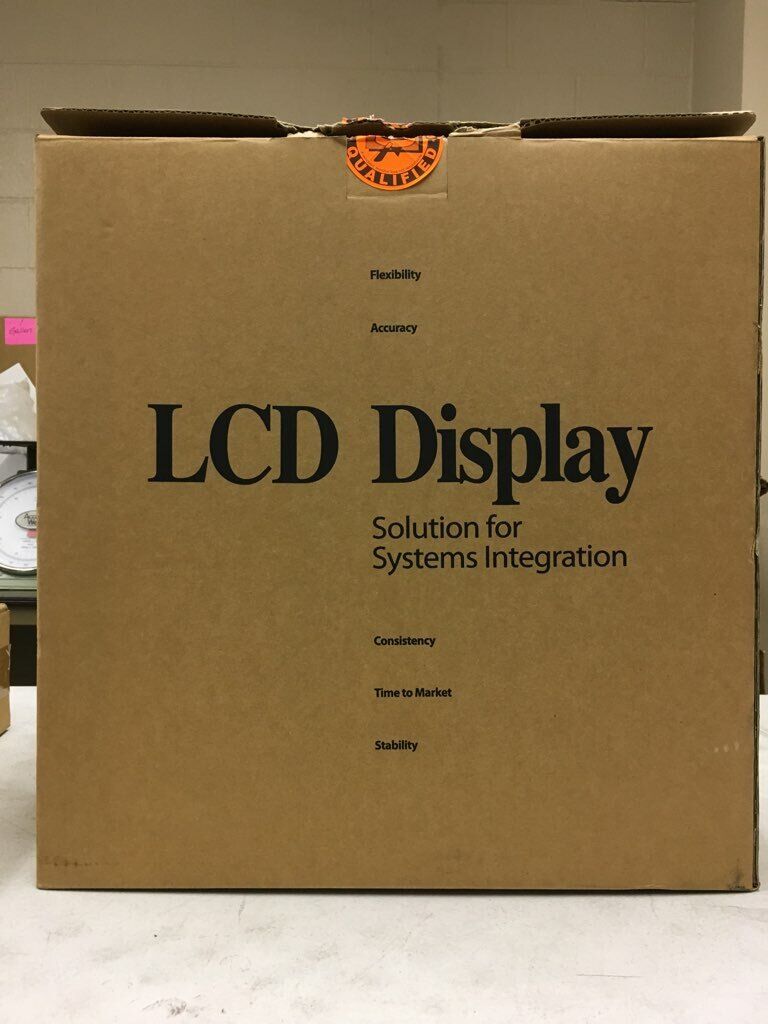 QUALIFIED
Flexibility
Accuracy
LCD Display
Solution for
Systems Integration
Consistency
Time to Market
Stability